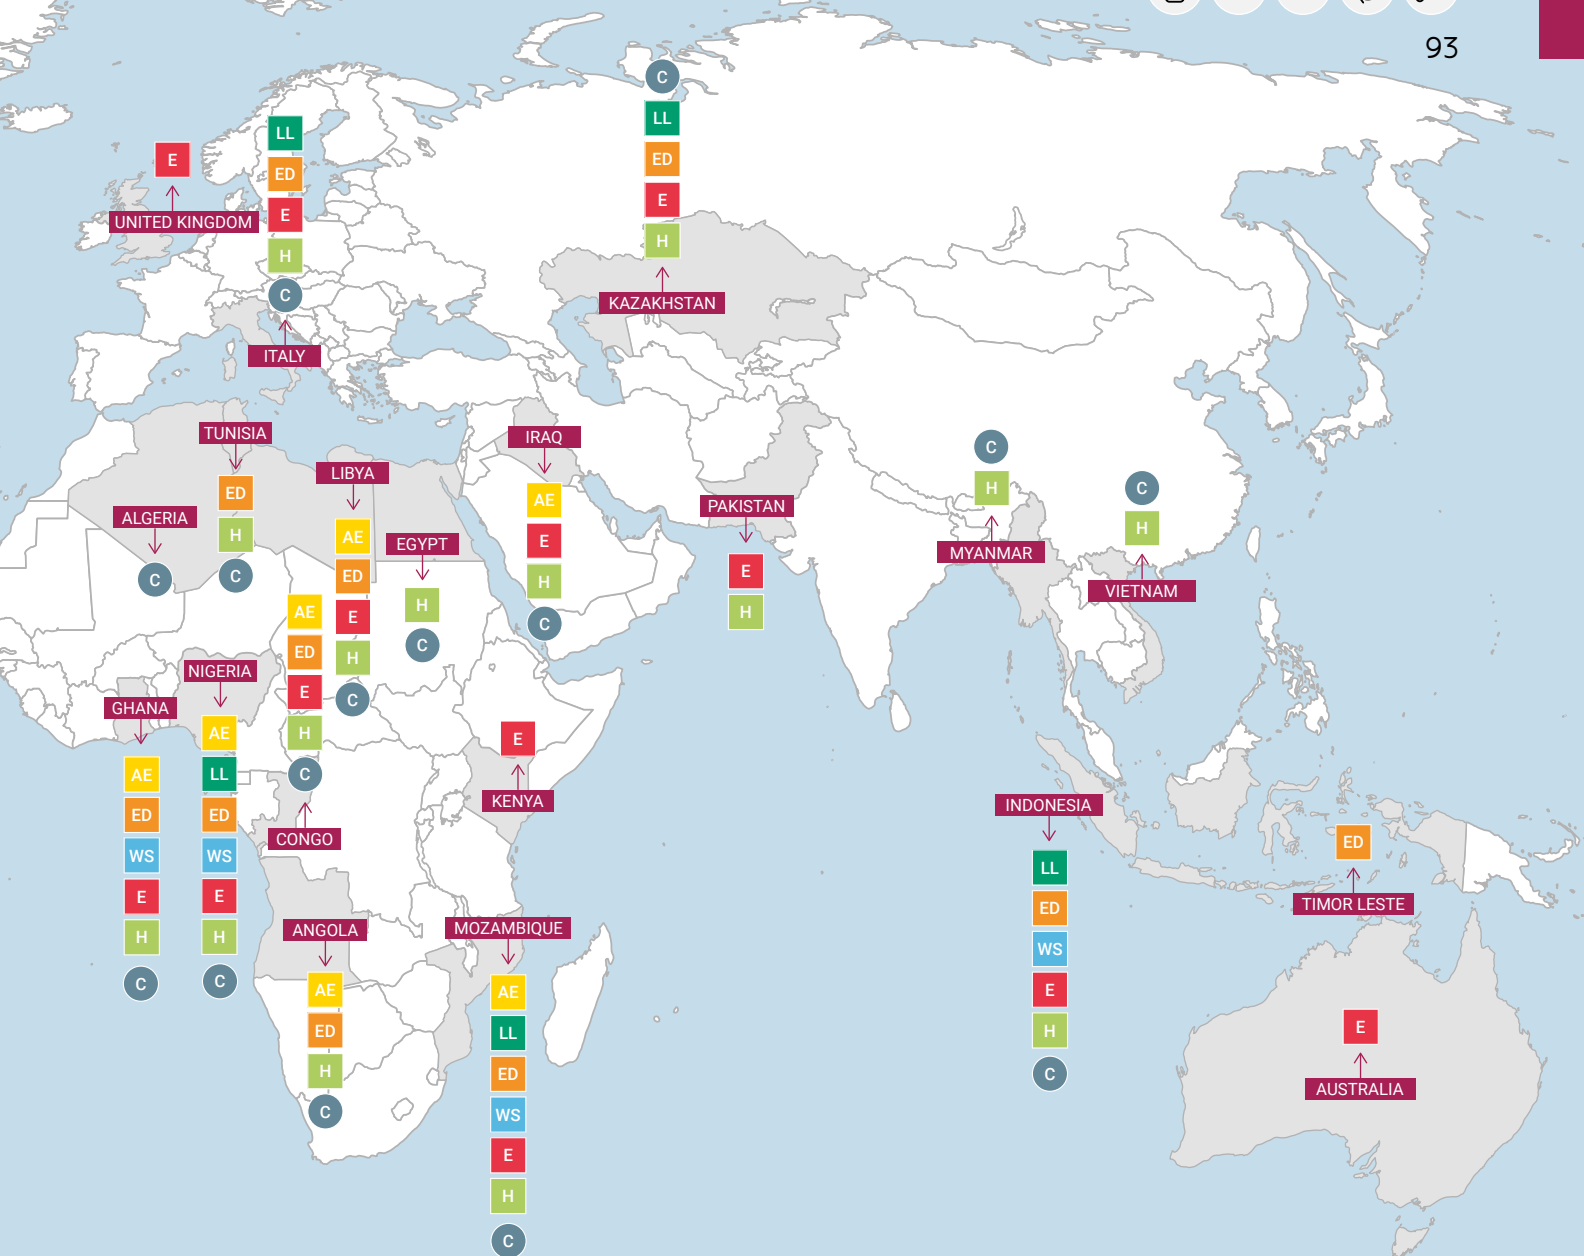 93
E
UNITED KINGDOM
LL
ED
E
H
C
ITALY
C
LL
ED
E
H
KAZAKHSTAN
TUNISIA
ED
H
C
ALGERIA
C
LIBYA
AE
ED
E
H
C
EGYPT
H
C
IRAQ
AE
E
H
C
PAKISTAN
E
H
C
H
MYANMAR
C
H
VIETNAM
GHANA
AE
ED
WS
E
H
C
NIGERIA
AE
LL
ED
WS
E
H
C
AE
ED
E
H
C
CONGO
E
KENYA
ANGOLA
AE
ED
H
C
MOZAMBIQUE
AE
LL
ED
WS
E
H
C
INDONESIA
LL
ED
WS
E
H
C
ED
TIMOR LESTE
E
AUSTRALIA